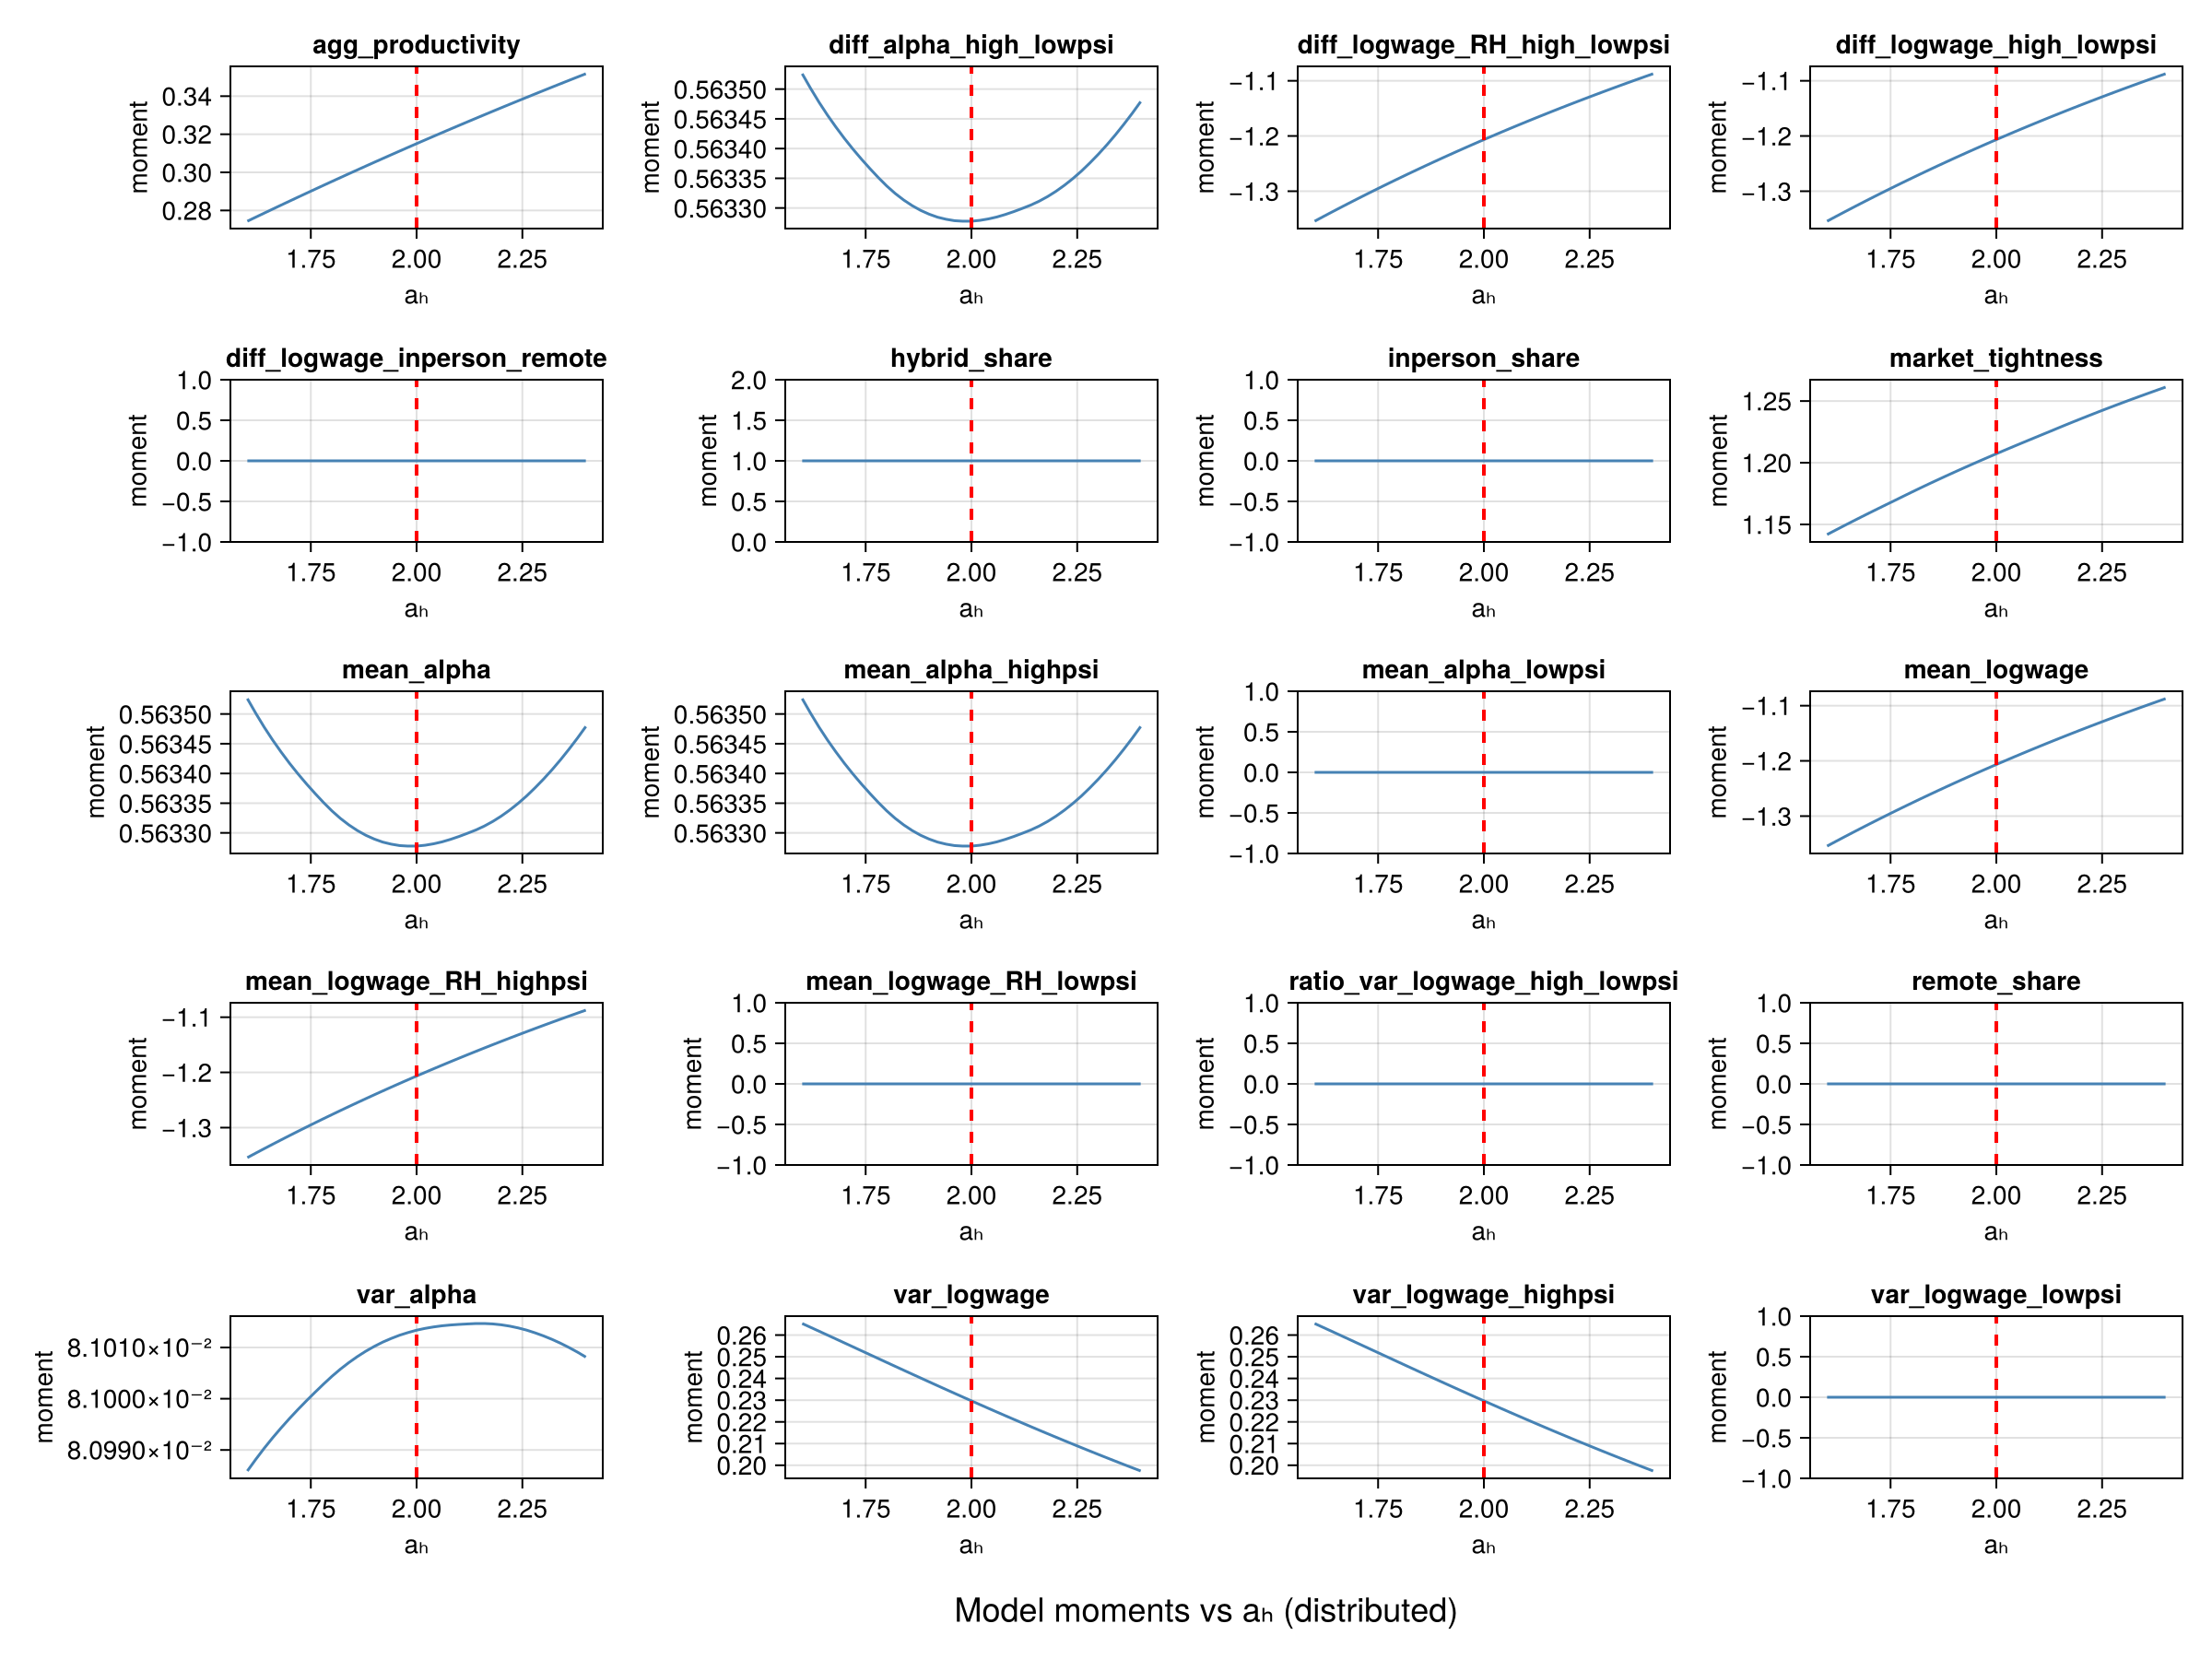 agg_productivity
moment
0.34
0.32
0.30
0.28
1.75 2.00 2.25
aₕ
diff_alpha_high_lowpsi
moment
0.56350
0.56345
0.56340
0.56335
0.56330
1.75 2.00 2.25
aₕ
diff_logwage_RH_high_lowpsi
moment
−1.1
−1.2
−1.3
1.75 2.00 2.25
aₕ
diff_logwage_high_lowpsi
moment
−1.1
−1.2
−1.3
1.75 2.00 2.25
aₕ
diff_logwage_inperson_remote
moment
1.0
0.5
0.0
−0.5
−1.0
1.75 2.00 2.25
aₕ
hybrid_share
moment
2.0
1.5
1.0
0.5
0.0
1.75 2.00 2.25
aₕ
inperson_share
moment
1.0
0.5
0.0
−0.5
−1.0
1.75 2.00 2.25
aₕ
market_tightness
moment
1.25
1.20
1.15
1.75 2.00 2.25
aₕ
mean_alpha
moment
0.56350
0.56345
0.56340
0.56335
0.56330
1.75 2.00 2.25
aₕ
mean_alpha_highpsi
moment
0.56350
0.56345
0.56340
0.56335
0.56330
1.75 2.00 2.25
aₕ
mean_alpha_lowpsi
moment
1.0
0.5
0.0
−0.5
−1.0
1.75 2.00 2.25
aₕ
mean_logwage
moment
−1.1
−1.2
−1.3
1.75 2.00 2.25
aₕ
mean_logwage_RH_highpsi
moment
−1.1
−1.2
−1.3
1.75 2.00 2.25
aₕ
mean_logwage_RH_lowpsi
moment
1.0
0.5
0.0
−0.5
−1.0
1.75 2.00 2.25
aₕ
ratio_var_logwage_high_lowpsi
moment
1.0
0.5
0.0
−0.5
−1.0
1.75 2.00 2.25
aₕ
remote_share
moment
1.0
0.5
0.0
−0.5
−1.0
1.75 2.00 2.25
aₕ
var_alpha
moment
8.1010×10⁻²
8.1000×10⁻²
8.0990×10⁻²
1.75 2.00 2.25
aₕ
var_logwage
moment
0.26
0.25
0.24
0.23
0.22
0.21
0.20
1.75 2.00 2.25
aₕ
var_logwage_highpsi
moment
0.26
0.25
0.24
0.23
0.22
0.21
0.20
1.75 2.00 2.25
aₕ
var_logwage_lowpsi
moment
1.0
0.5
0.0
−0.5
−1.0
1.75 2.00 2.25
aₕ
Model moments vs aₕ (distributed)